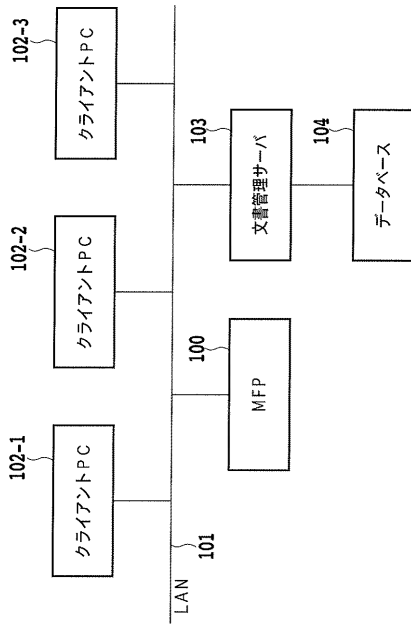 102-1
クライアントPC
102-2
クライアントPC
102-3
クライアントPC
LAN
101
100
MFP
103
文書管理サーバ
104
データベース